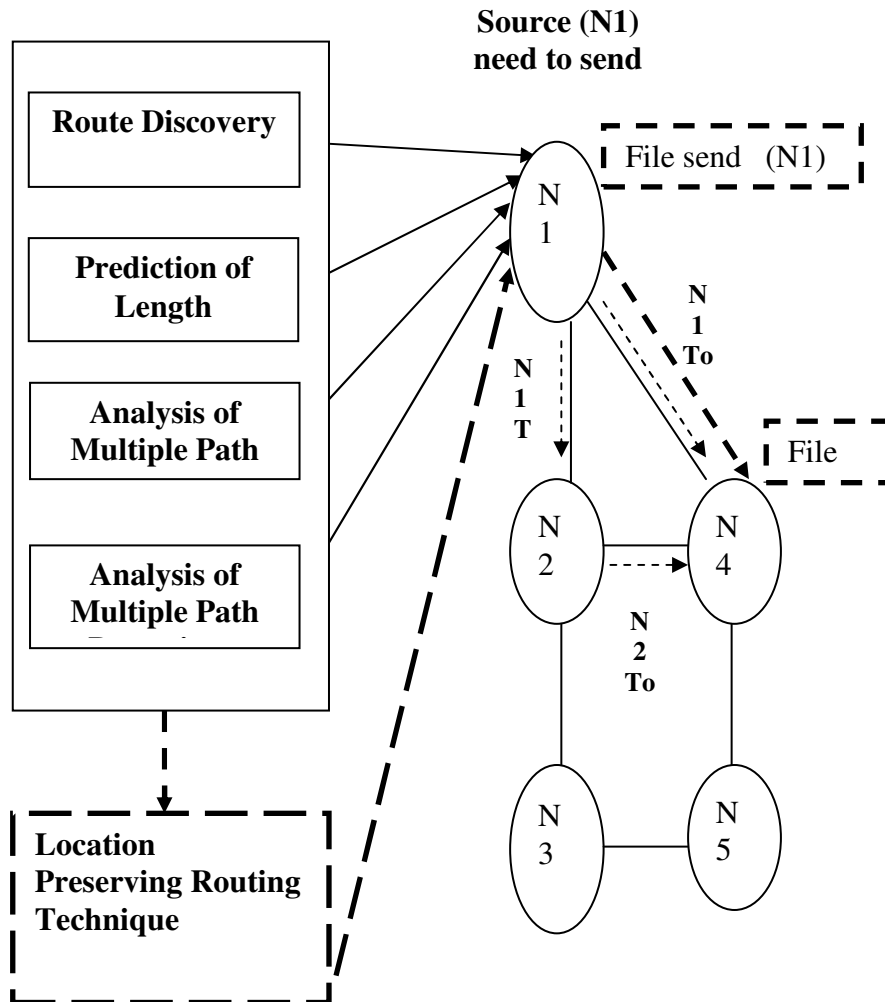 Source (N1)
need to send
Route Discovery
File send (N1)
N
1
Prediction of
Length
N
1
To
N
1
T
Analysis of
Multiple Path
File
N
2
N
4
Analysis of
Multiple Path
N
2
To
N
3
N
5
Location
Preserving Routing
Technique